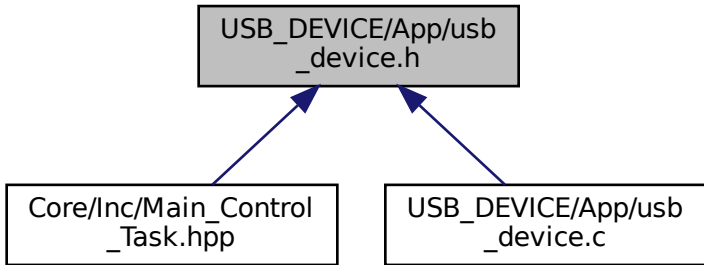 USB_DEVICE/App/usb
_device.h
Core/Inc/Main_Control
_Task.hpp
USB_DEVICE/App/usb
_device.c